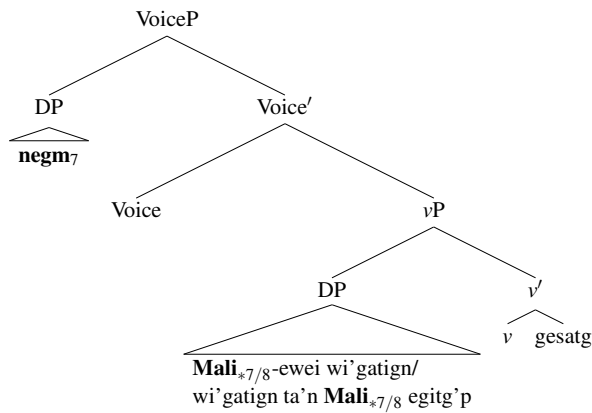 VoiceP
DP Voice′
negm₇
Voice vP
DP v′
v gesatg
Mali∗₇/₈-ewei wi'gatign/
wi'gatign ta'n Mali∗₇/₈ egitg'p